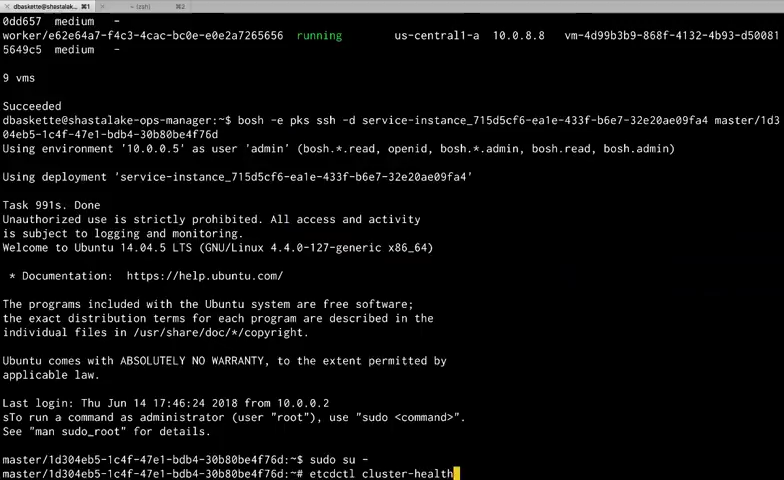 dbaskette@shastalake-ops-manager ⌘1
~ (zsh) ⌘2
0dd657  medium   -
worker/e62e64a7-f4c3-4cac-bc0e-e0e2a7265656  running        us-central1-a  10.0.8.8   vm-4d99b3b9-868f-4132-4b93-d50081
5649c5  medium   -
9 vms
Succeeded
dbaskette@shastalake-ops-manager:~$ bosh -e pks ssh -d service-instance_715d5cf6-ea1e-433f-b6e7-32e20ae09fa4 master/1d3
04eb5-1c4f-47e1-bdb4-30b80be4f76d
Using environment '10.0.0.5' as user 'admin' (bosh.*.read, openid, bosh.*.admin, bosh.read, bosh.admin)
Using deployment 'service-instance_715d5cf6-ea1e-433f-b6e7-32e20ae09fa4'
Task 991s. Done
Unauthorized use is strictly prohibited. All access and activity
is subject to logging and monitoring.
Welcome to Ubuntu 14.04.5 LTS (GNU/Linux 4.4.0-127-generic x86_64)
* Documentation:  https://help.ubuntu.com/
The programs included with the Ubuntu system are free software;
the exact distribution terms for each program are described in the
individual files in /usr/share/doc/*/copyright.
Ubuntu comes with ABSOLUTELY NO WARRANTY, to the extent permitted by
applicable law.
Last login: Thu Jun 14 17:46:24 2018 from 10.0.0.2
sTo run a command as administrator (user "root"), use "sudo <command>".
See "man sudo_root" for details.
master/1d304eb5-1c4f-47e1-bdb4-30b80be4f76d:~$ sudo su -
master/1d304eb5-1c4f-47e1-bdb4-30b80be4f76d:~# etcdctl cluster-health